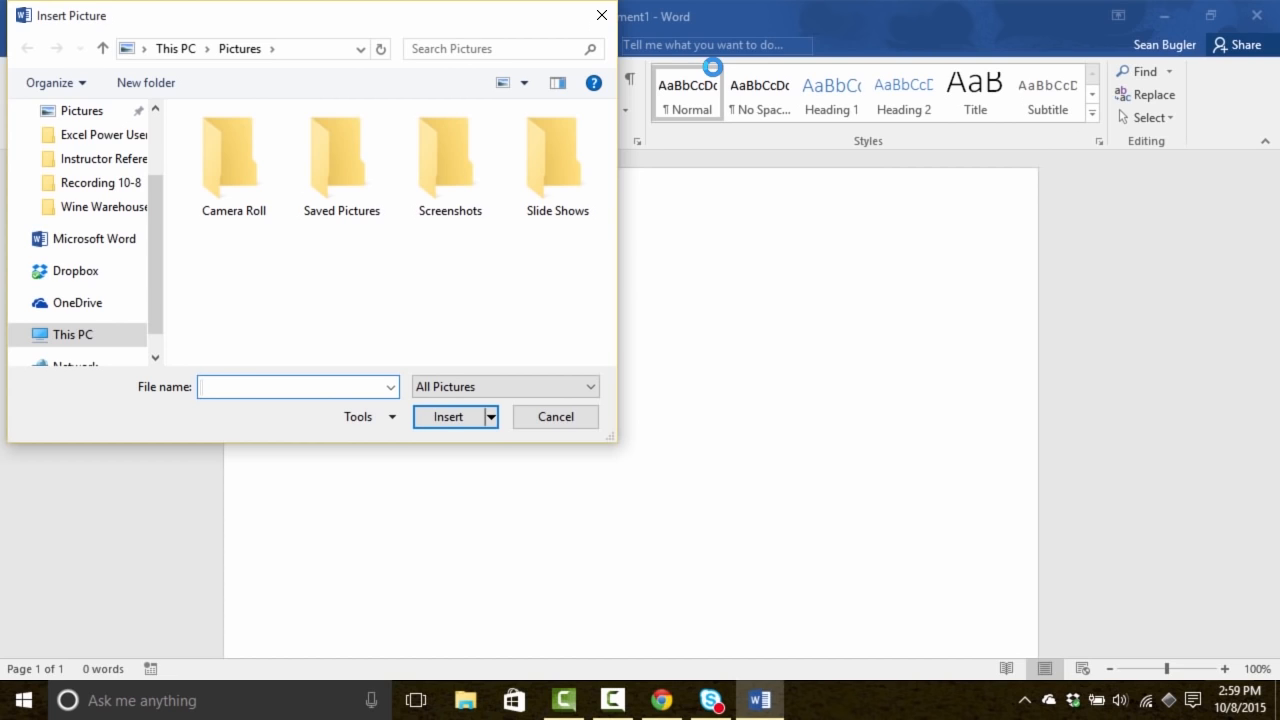 Insert Picture
This PC
Pictures
Search Pictures
Organize
New folder
?
Pictures
Excel Power User
Instructor Refere
Recording 10-8
Wine Warehouse
Microsoft Word
Dropbox
OneDrive
This PC
Network
Camera Roll
Saved Pictures
Screenshots
Slide Shows
File name:
All Pictures
Tools
Insert
Cancel
ment1 - Word
Tell me what you want to do...
Sean Bugler
Share
¶
AaBbCcDc
¶ Normal
AaBbCcDc
¶ No Spac...
AaBbCc
Heading 1
AaBbCcD
Heading 2
AaB
Title
AaBbCcD
Subtitle
Styles
Find
Replace
Select
Editing
Page 1 of 1
0 words
100%
Ask me anything
2:59 PM
10/8/2015